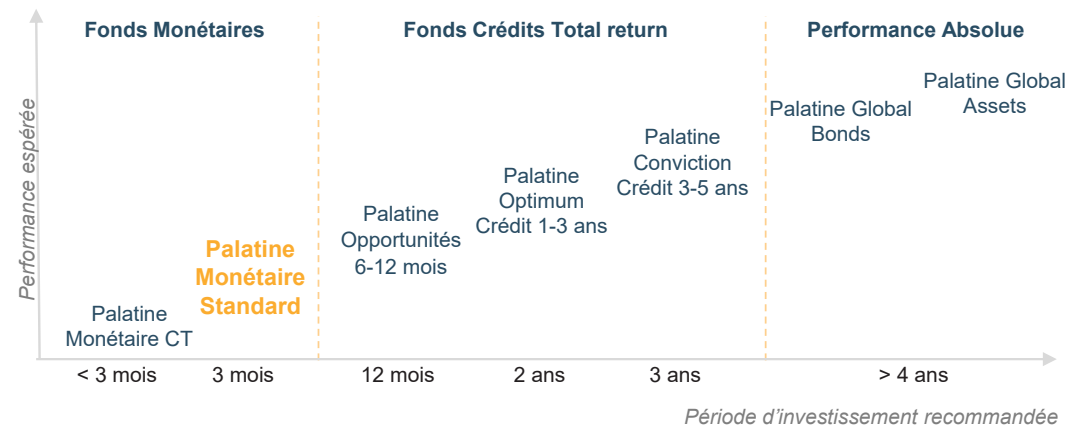 Fonds Monétaires
Fonds Crédits Total return
Performance Absolue
Performance espérée
Palatine
Monétaire CT
Palatine
Monétaire
Standard
Palatine
Opportunités
6-12 mois
Palatine
Optimum
Crédit 1-3 ans
Palatine
Conviction
Crédit 3-5 ans
Palatine Global
Bonds
Palatine Global
Assets
< 3 mois
3 mois
12 mois
2 ans
3 ans
> 4 ans
Période d’investissement recommandée